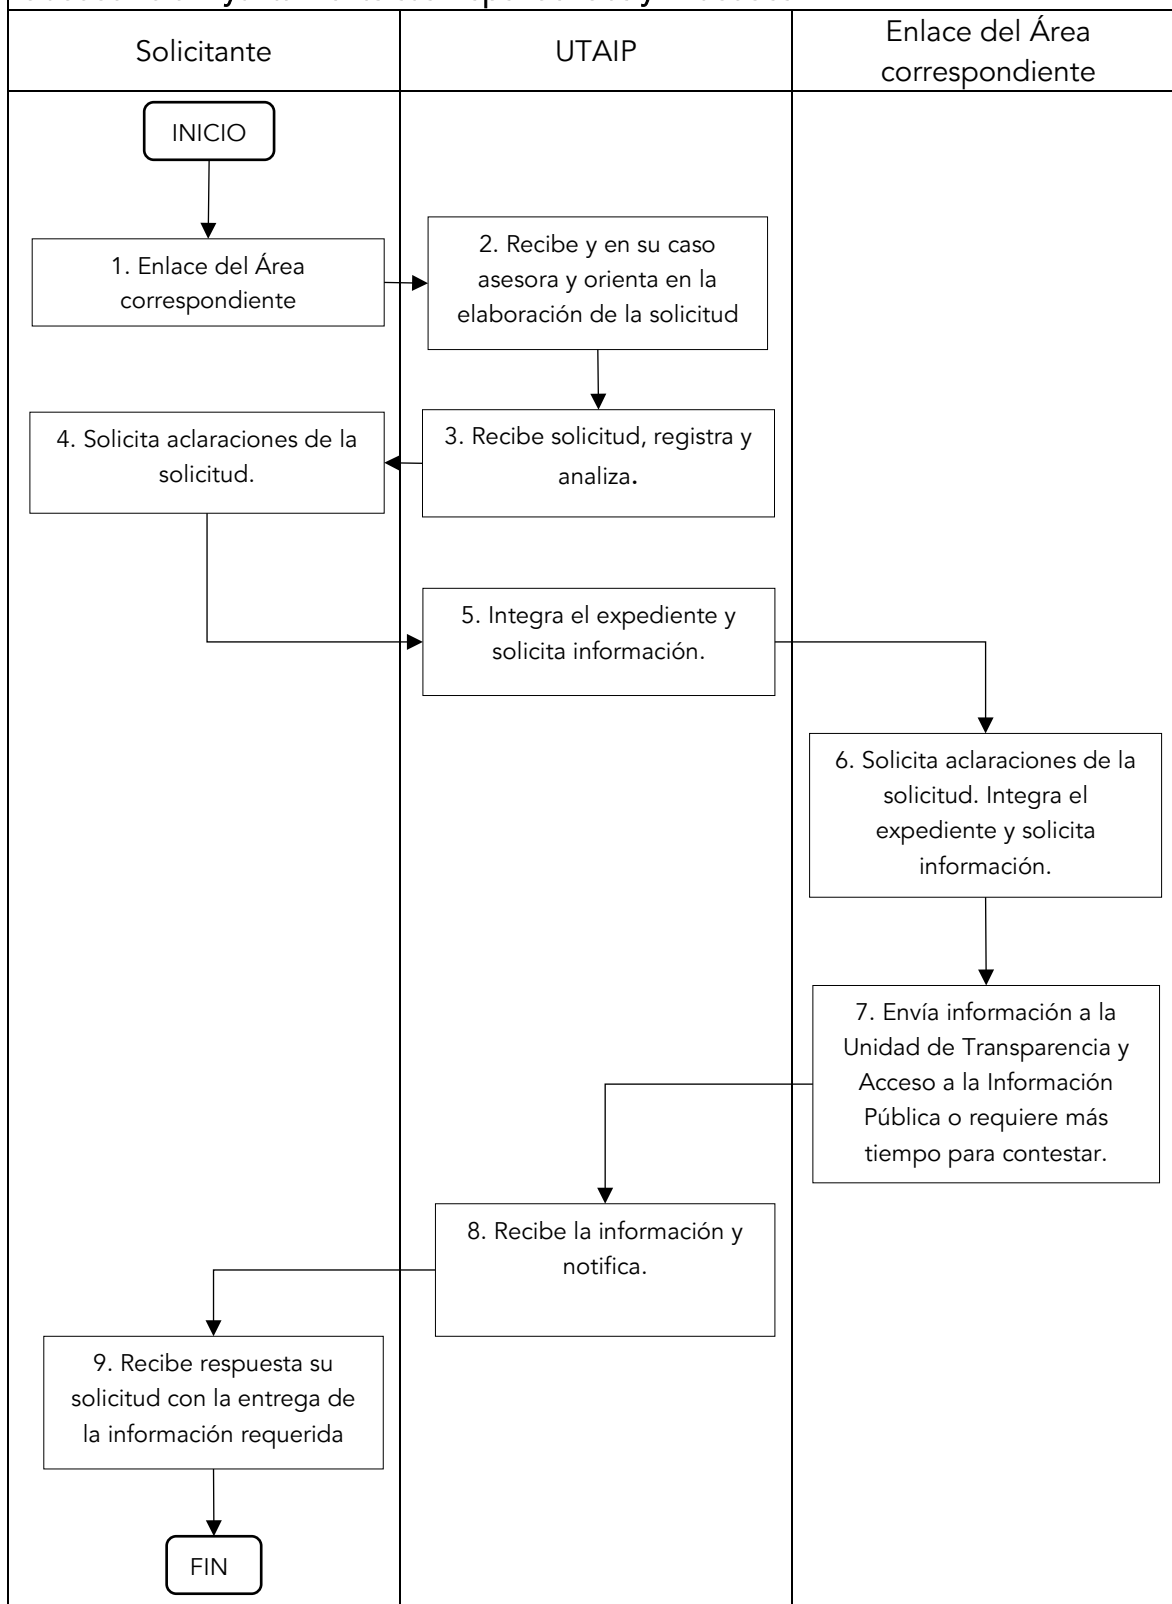 Solicitante
UTAIP
Enlace del Área
correspondiente
INICIO
1. Enlace del Área
correspondiente
2. Recibe y en su caso
asesora y orienta en la
elaboración de la solicitud
3. Recibe solicitud, registra y
analiza.
4. Solicita aclaraciones de la
solicitud.
5. Integra el expediente y
solicita información.
6. Solicita aclaraciones de la
solicitud. Integra el
expediente y solicita
información.
7. Envía información a la
Unidad de Transparencia y
Acceso a la Información
Pública o requiere más
tiempo para contestar.
8. Recibe la información y
notifica.
9. Recibe respuesta su
solicitud con la entrega de
la información requerida
FIN